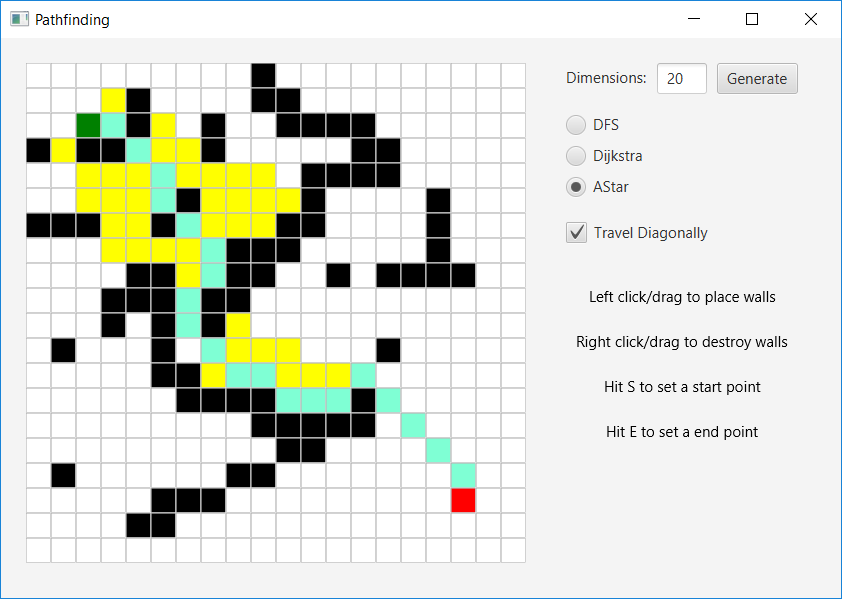 Pathfinding
Dimensions: 20 Generate
DFS
Dijkstra
AStar
Travel Diagonally
Left click/drag to place walls
Right click/drag to destroy walls
Hit S to set a start point
Hit E to set a end point